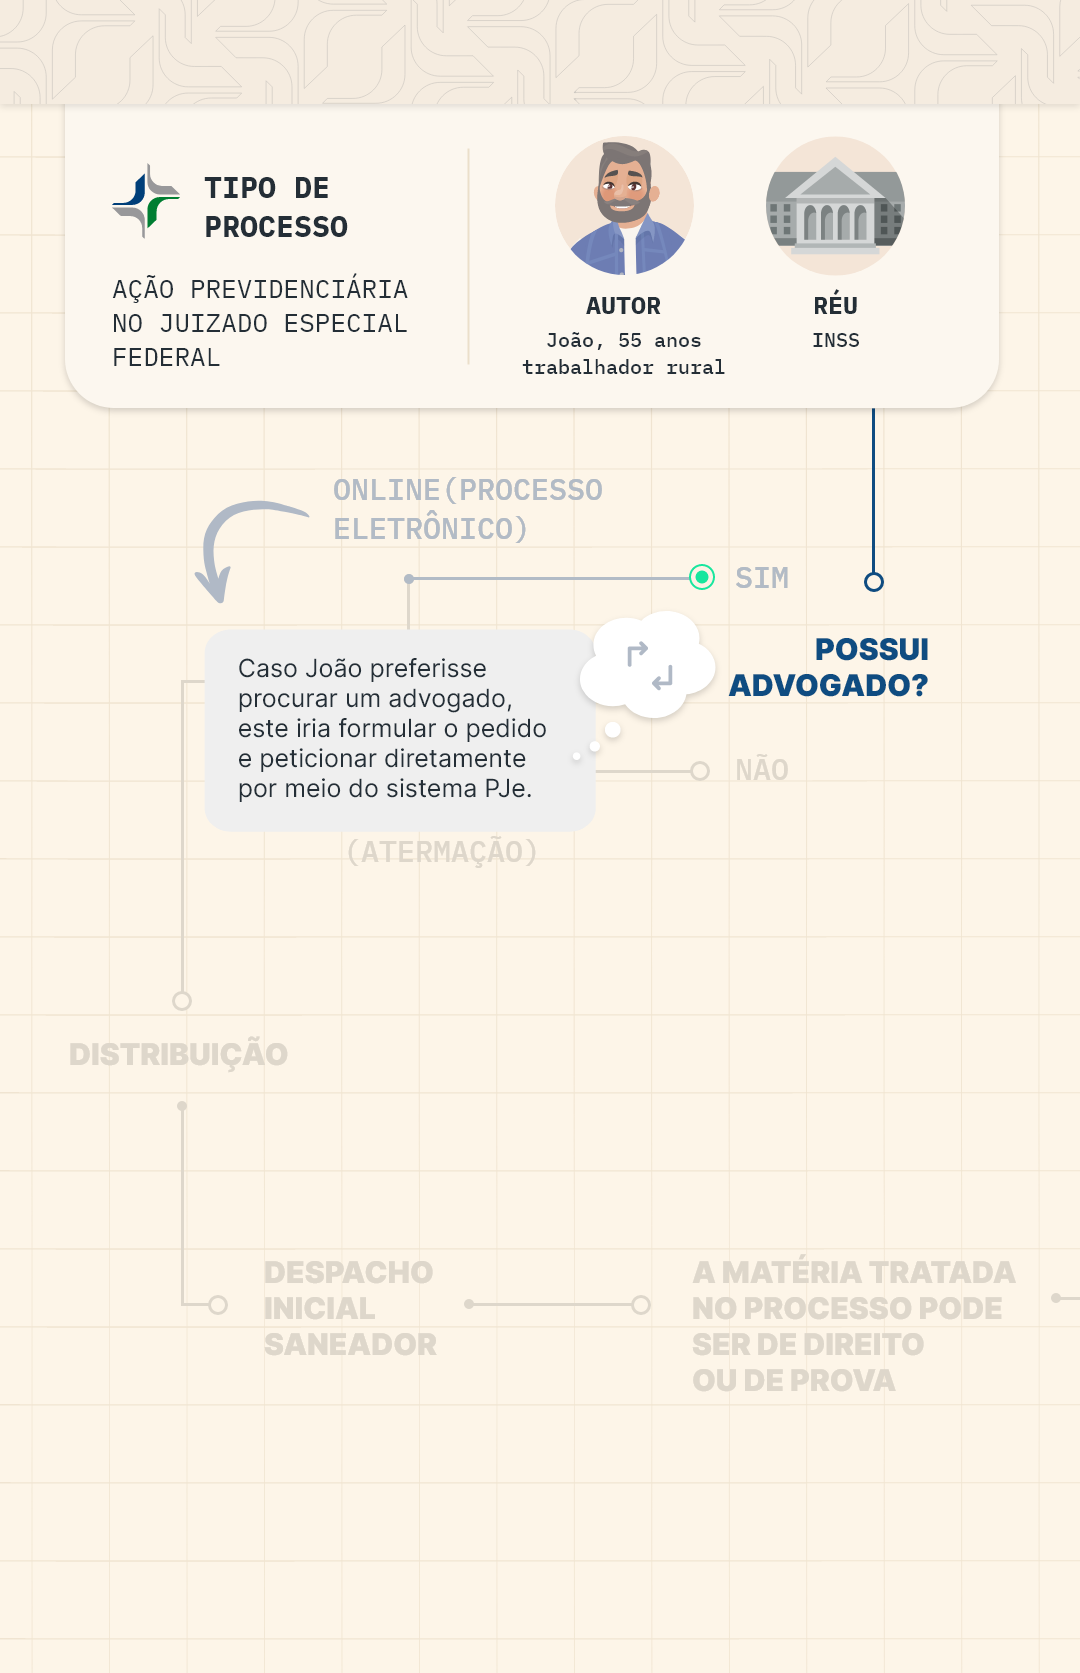 TIPO DE
PROCESSO
AÇÃO PREVIDENCIÁRIA
NO JUIZADO ESPECIAL
FEDERAL
AUTOR
João, 55 anos
trabalhador rural
RÉU
INSS
ONLINE(PROCESSO
ELETRÔNICO)
SIM
POSSUI
ADVOGADO?
Caso João preferisse
procurar um advogado,
este iria formular o pedido
e peticionar diretamente
por meio do sistema PJe.
NÃO
(ATERMAÇÃO)
DISTRIBUIÇÃO
DESPACHO
INICIAL
SANEADOR
A MATÉRIA TRATADA
NO PROCESSO PODE
SER DE DIREITO
OU DE PROVA